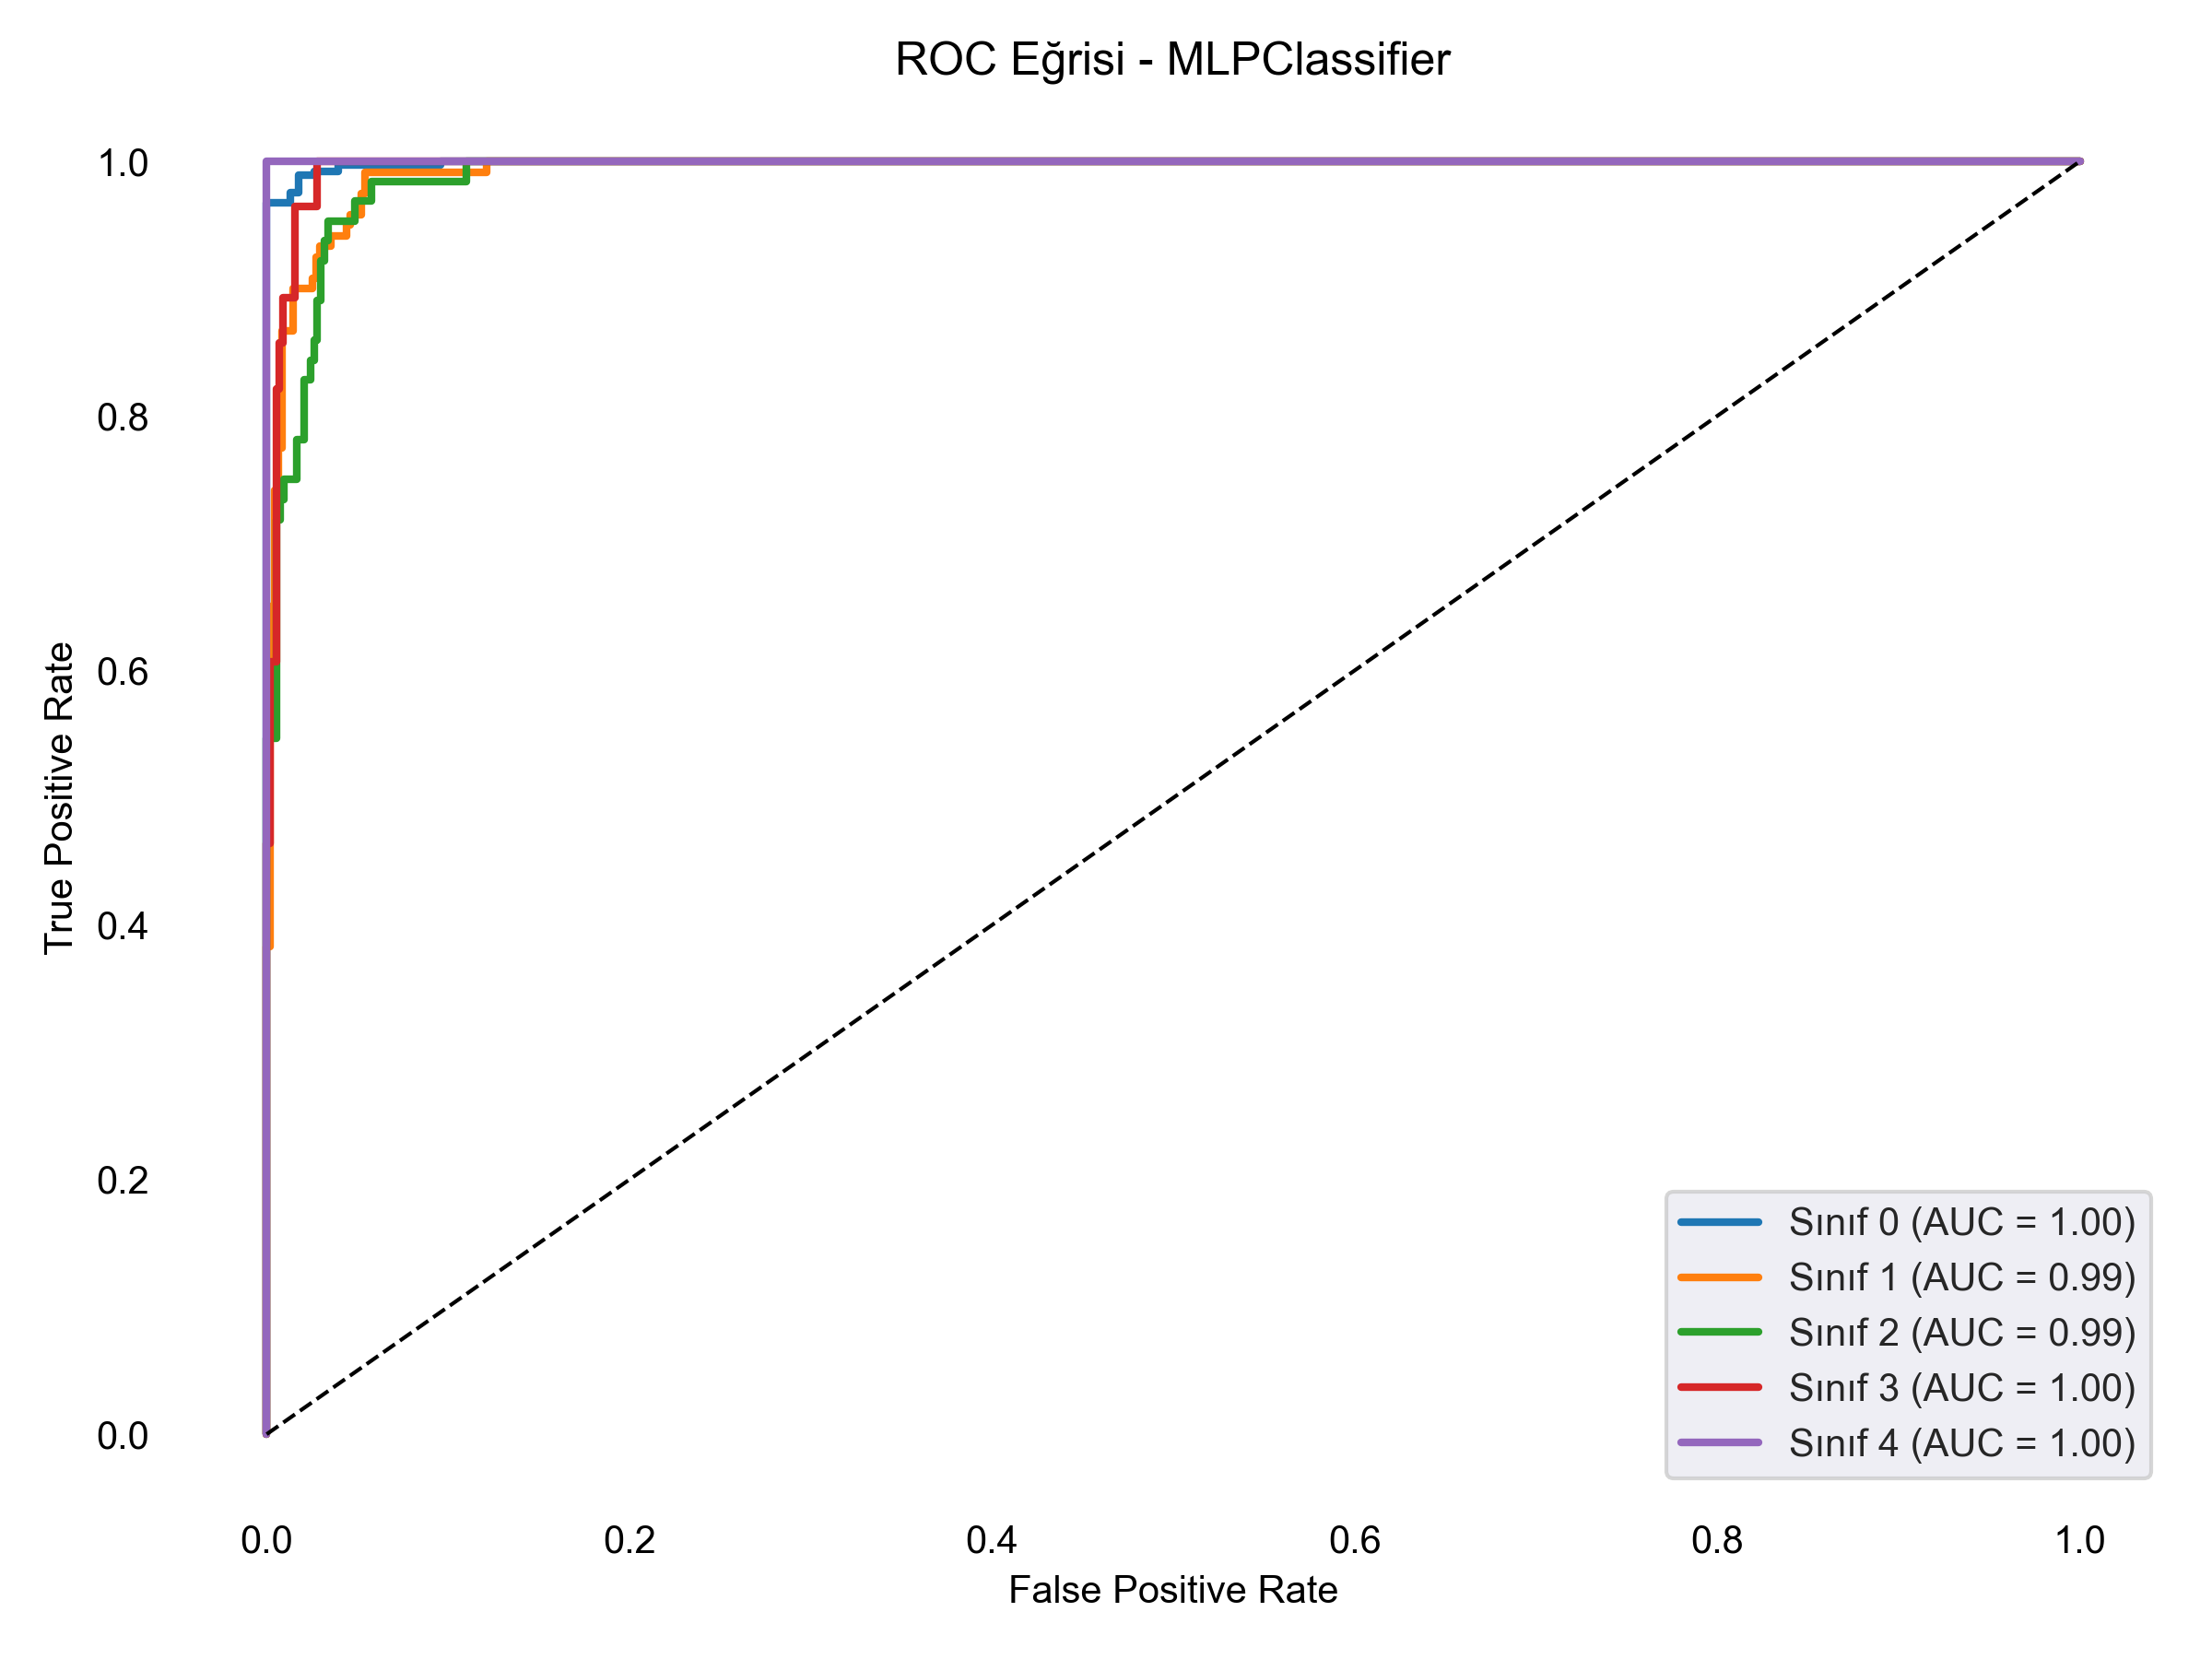 ROC Eğrisi - MLPClassifier
True Positive Rate
1.0
0.8
0.6
0.4
0.2
0.0
0.0 0.2 0.4 0.6 0.8 1.0
False Positive Rate
Sınıf 0 (AUC = 1.00)
Sınıf 1 (AUC = 0.99)
Sınıf 2 (AUC = 0.99)
Sınıf 3 (AUC = 1.00)
Sınıf 4 (AUC = 1.00)